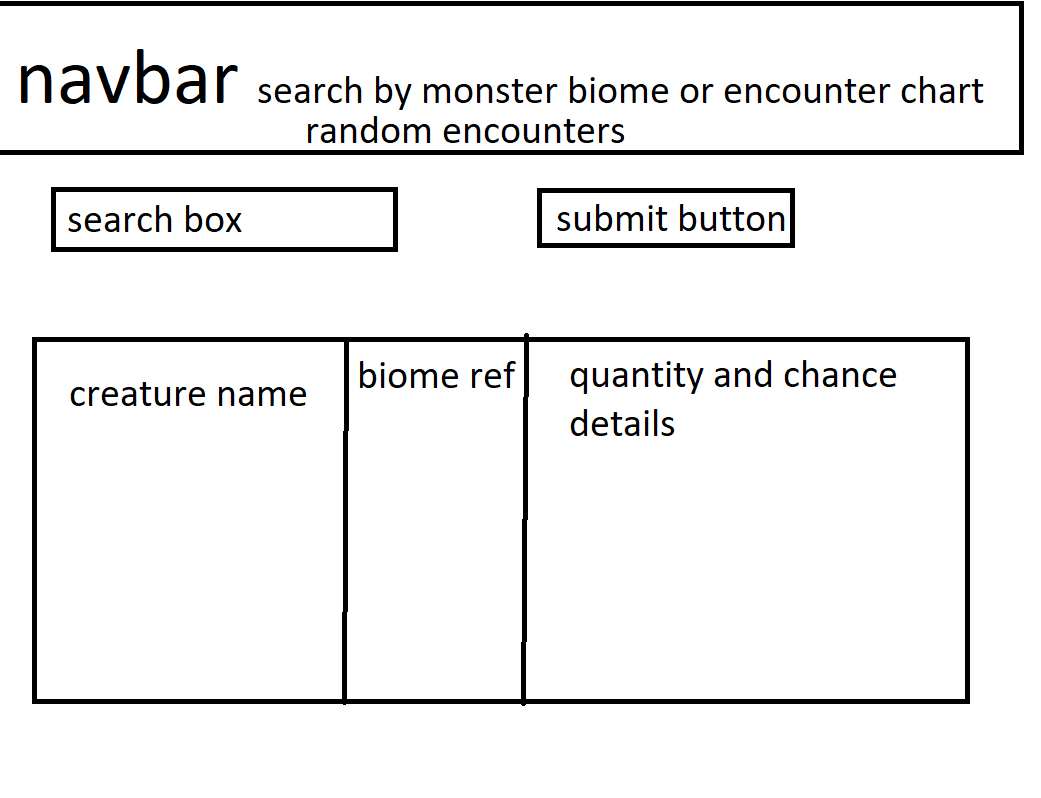 navbar search by monster biome or encounter chart
random encounters
search box
submit button
creature name
biome ref
quantity and chance
details